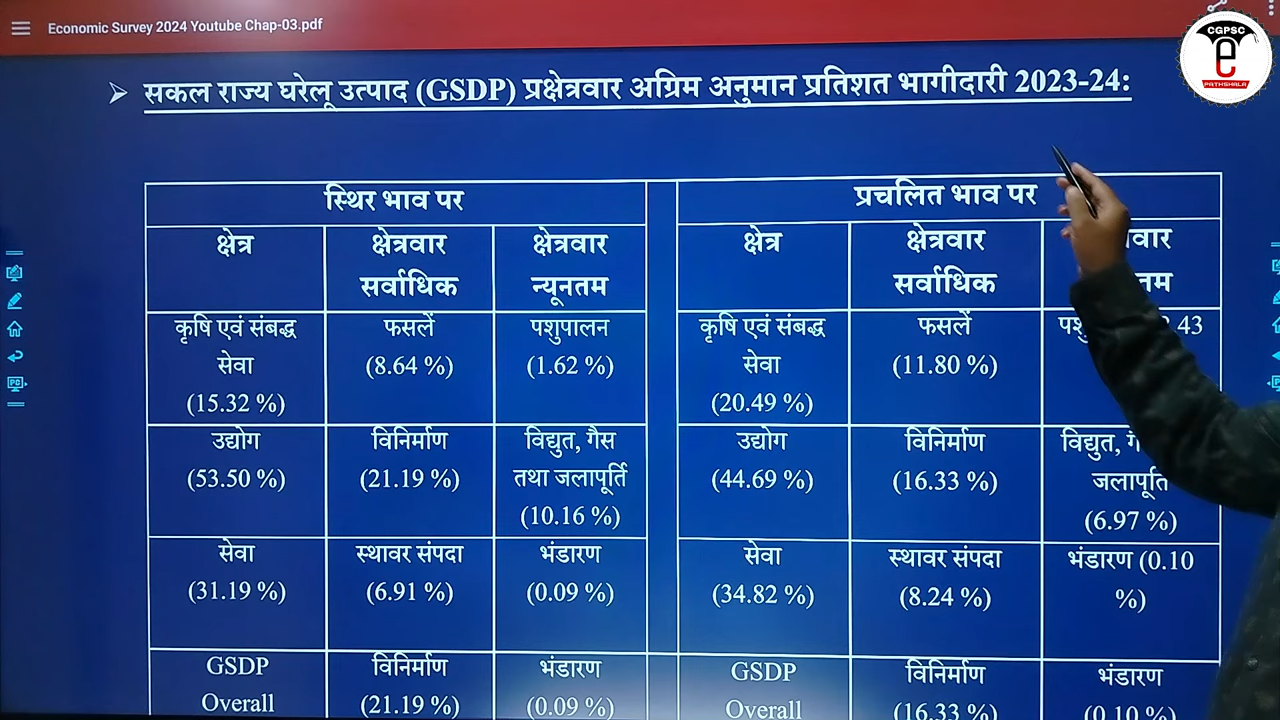 Economic Survey 2024 Youtube Chap-03.pdf
CGPSC
e
PATHSHALA
सकल राज्य घरेलू उत्पाद (GSDP) प्रक्षेत्रवार अग्रिम अनुमान प्रतिशत भागीदारी 2023-24:
स्थिर भाव पर
प्रचलित भाव पर
क्षेत्र
क्षेत्रवार
सर्वाधिक
क्षेत्रवार
न्यूनतम
क्षेत्र
क्षेत्रवार
सर्वाधिक
कृषि एवं संबद्ध
सेवा
(15.32 %)
फसलें
(8.64 %)
पशुपालन
(1.62 %)
कृषि एवं संबद्ध
सेवा
(20.49 %)
फसलें
(11.80 %)
43
उद्योग
(53.50 %)
विनिर्माण
(21.19 %)
विद्युत, गैस
तथा जलापूर्ति
(10.16 %)
उद्योग
(44.69 %)
विनिर्माण
(16.33 %)
विद्युत,
जलापूर्ति
(6.97 %)
सेवा
(31.19 %)
स्थावर संपदा
(6.91 %)
भंडारण
(0.09 %)
सेवा
(34.82 %)
स्थावर संपदा
(8.24 %)
भंडारण (0.10
%)
GSDP
Overall
विनिर्माण
(21.19 %)
भंडारण
(0.09 %)
GSDP
Overall
विनिर्माण
(16.33 %)
भंडारण
(0.10 %)